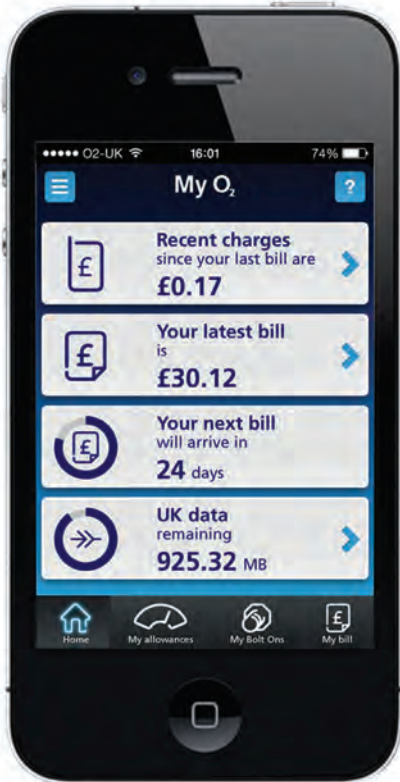 O2-UK 16:01 74%
My O2
?
Recent charges
since your last bill are
£
£0.17
Your latest bill
is
£
£30.12
Your next bill
will arrive in
£
24 days
UK data
remaining
925.32 MB
£
Home My allowances My Bolt Ons My bill